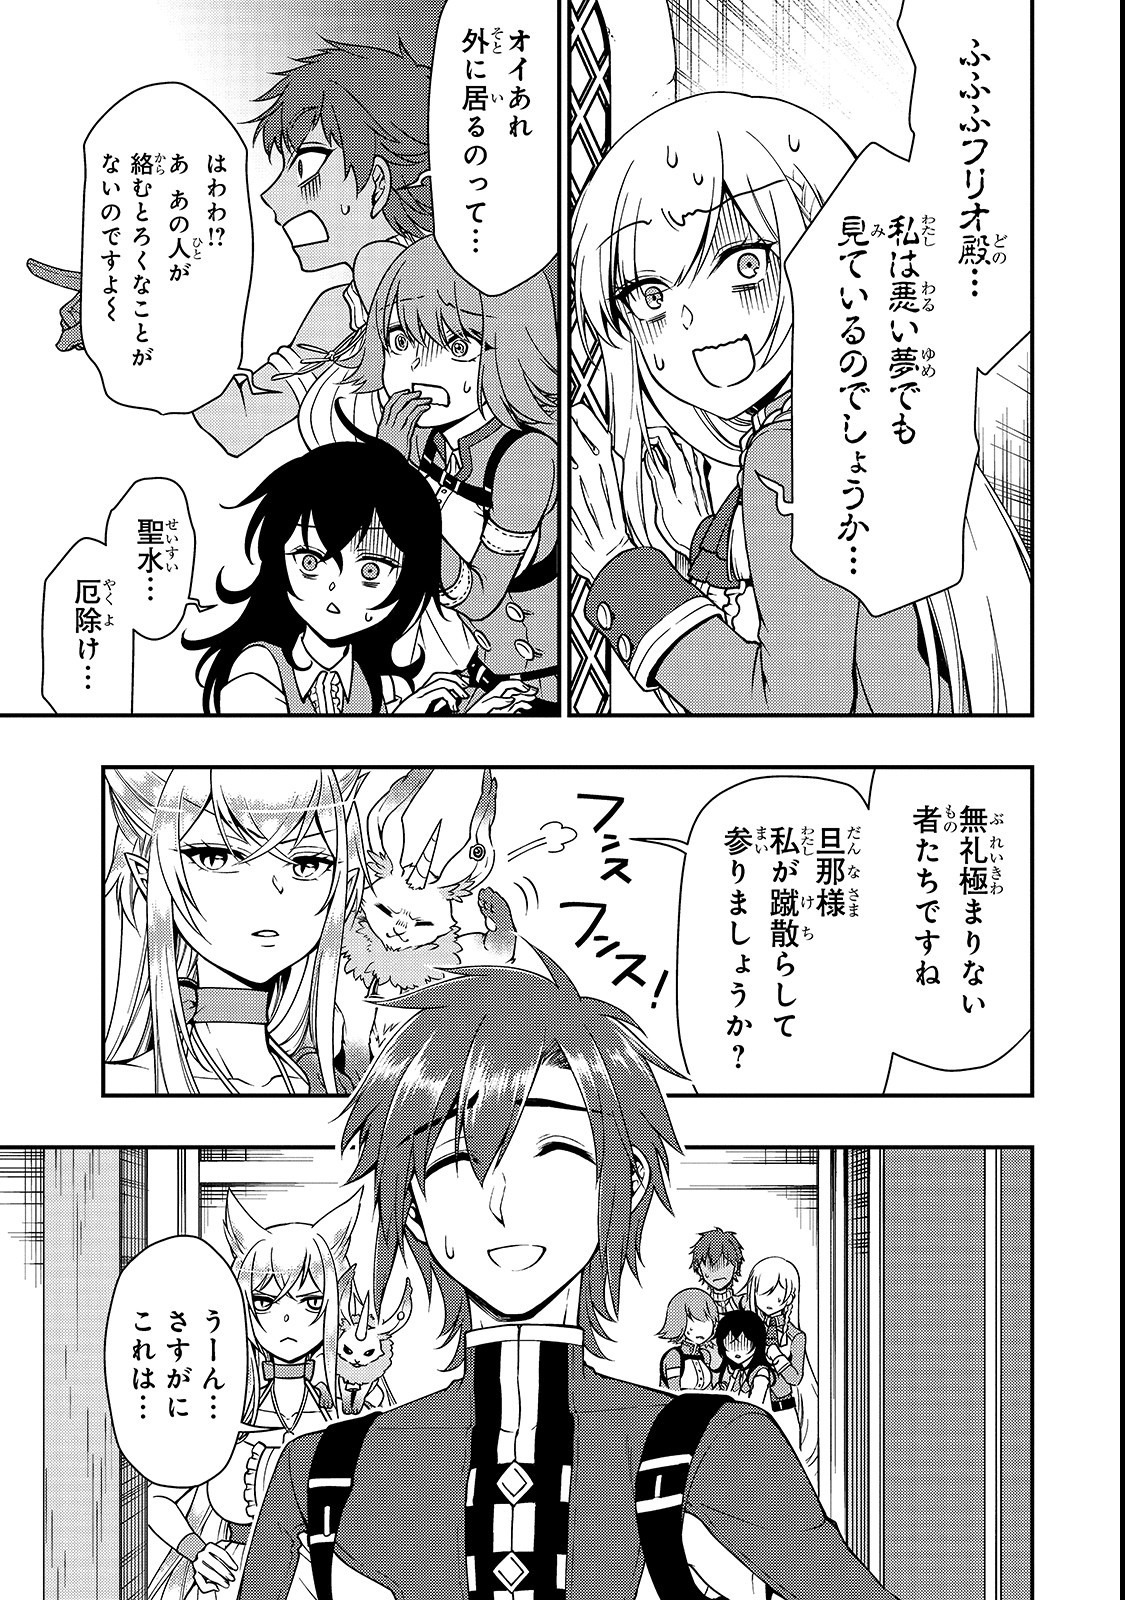 ふふふフリオ殿…
私は悪い夢でも
見ているのでしょうか…
オイあれ
外に居るのって…
はわわ!?
あ あの人が
絡むとろくなことが
ないのですよ～
聖水…
厄除け…
無礼極まりない
者たちですね
旦那様
私が蹴散らして
参りましょうか?
フンス
フンス!
うーん…
さすがに
これは…